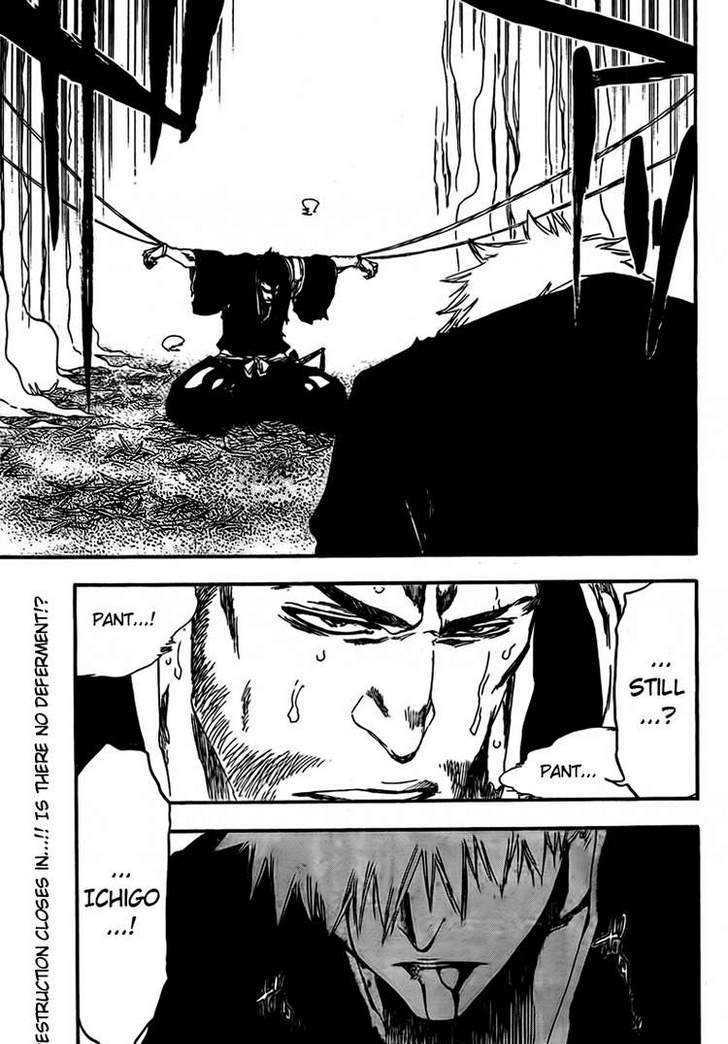 ...
STILL
...?
PANT...
PANT...!
...
ICHIGO
...!
ESTRUCTION CLOSES IN...!! IS THERE NO DEFERMENT!?